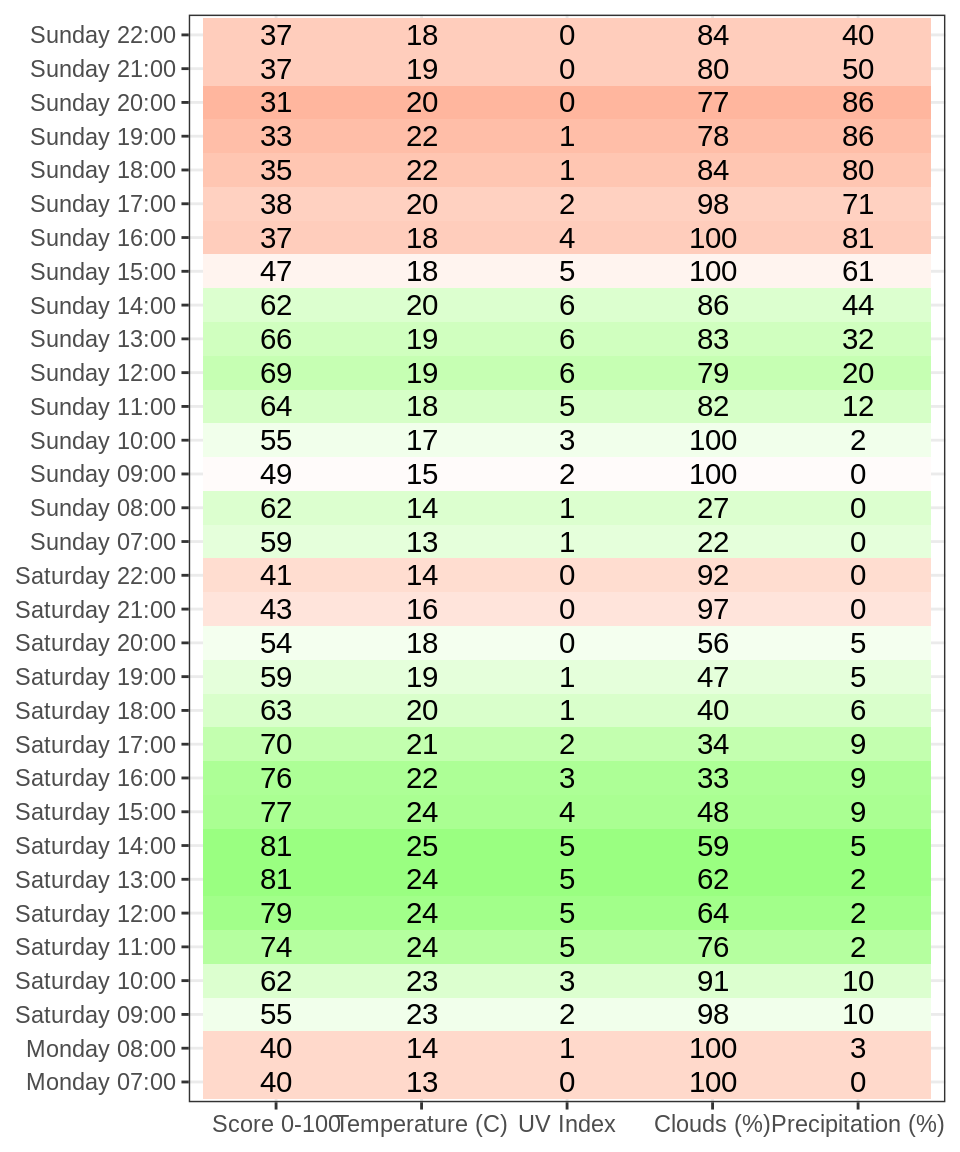 Sunday 22:00 37 18 0 84 40
Sunday 21:00 37 19 0 80 50
Sunday 20:00 31 20 0 77 86
Sunday 19:00 33 22 1 78 86
Sunday 18:00 35 22 1 84 80
Sunday 17:00 38 20 2 98 71
Sunday 16:00 37 18 4 100 81
Sunday 15:00 47 18 5 100 61
Sunday 14:00 62 20 6 86 44
Sunday 13:00 66 19 6 83 32
Sunday 12:00 69 19 6 79 20
Sunday 11:00 64 18 5 82 12
Sunday 10:00 55 17 3 100 2
Sunday 09:00 49 15 2 100 0
Sunday 08:00 62 14 1 27 0
Sunday 07:00 59 13 1 22 0
Saturday 22:00 41 14 0 92 0
Saturday 21:00 43 16 0 97 0
Saturday 20:00 54 18 0 56 5
Saturday 19:00 59 19 1 47 5
Saturday 18:00 63 20 1 40 6
Saturday 17:00 70 21 2 34 9
Saturday 16:00 76 22 3 33 9
Saturday 15:00 77 24 4 48 9
Saturday 14:00 81 25 5 59 5
Saturday 13:00 81 24 5 62 2
Saturday 12:00 79 24 5 64 2
Saturday 11:00 74 24 5 76 2
Saturday 10:00 62 23 3 91 10
Saturday 09:00 55 23 2 98 10
Monday 08:00 40 14 1 100 3
Monday 07:00 40 13 0 100 0
Score 0-100 Temperature (C) UV Index Clouds (%) Precipitation (%)